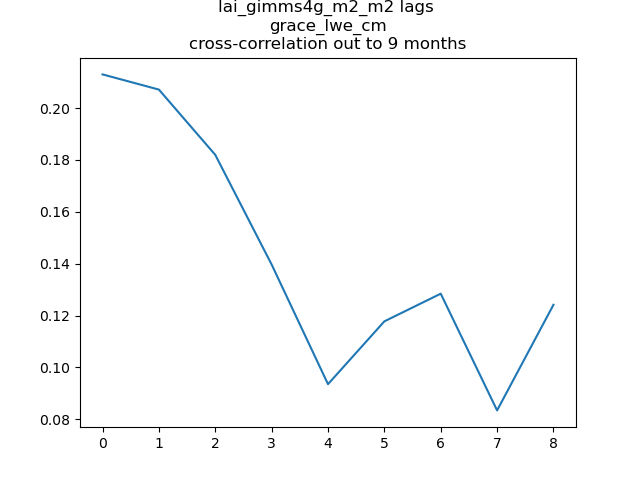 lai_gimms4g_m2_m2 lags
grace_lwe_cm
cross-correlation out to 9 months
0.20
0.18
0.16
0.14
0.12
0.10
0.08
0 1 2 3 4 5 6 7 8